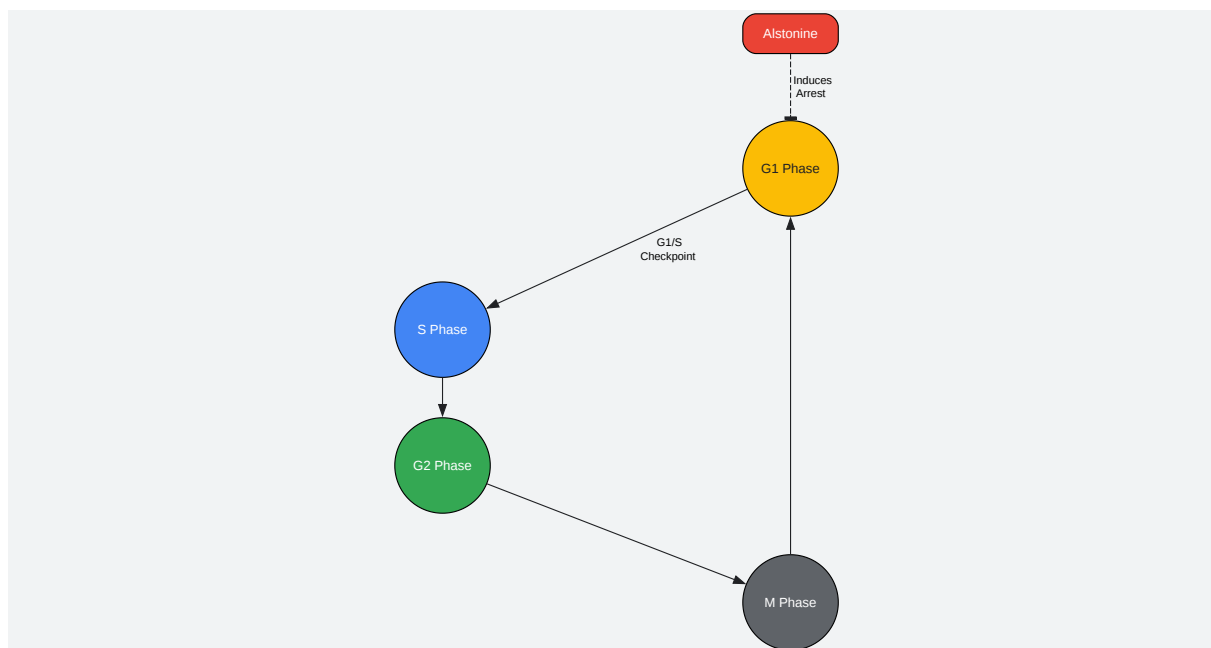 Alstonine
Induces
Arrest
G1 Phase
G1/S
Checkpoint
S Phase
G2 Phase
M Phase